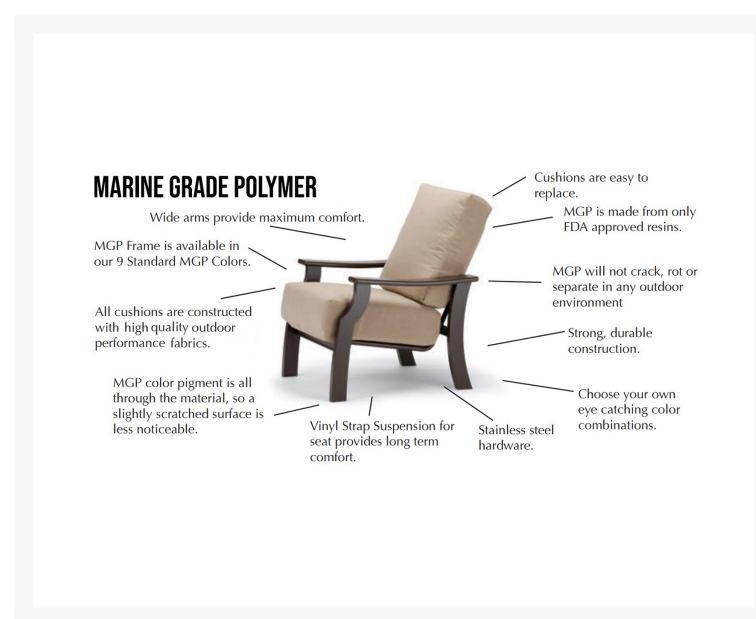 MARINE GRADE POLYMER
Wide arms provide maximum comfort.
MGP Frame is available in
our 9 Standard MGP Colors.
All cushions are constructed
with high quality outdoor
performance fabrics.
MGP color pigment is all
through the material, so a
slightly scratched surface is
less noticeable.
Vinyl Strap Suspension for
seat provides long term
comfort.
Stainless steel
hardware.
Cushions are easy to
replace.
MGP is made from only
FDA approved resins.
MGP will not crack, rot or
separate in any outdoor
environment
Strong, durable
construction.
Choose your own
eye catching color
combinations.